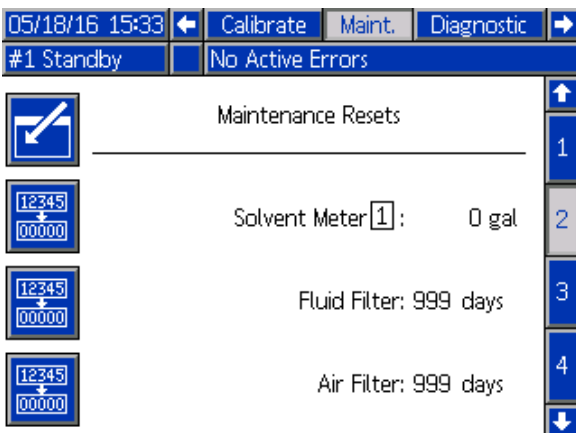 05/18/16 15:33 Calibrate Maint. Diagnostic
#1 Standby No Active Errors
Maintenance Resets
1
12345
00000
Solvent Meter 1 : 0 gal
2
12345
00000
Fluid Filter: 999 days
3
12345
00000
Air Filter: 999 days
4